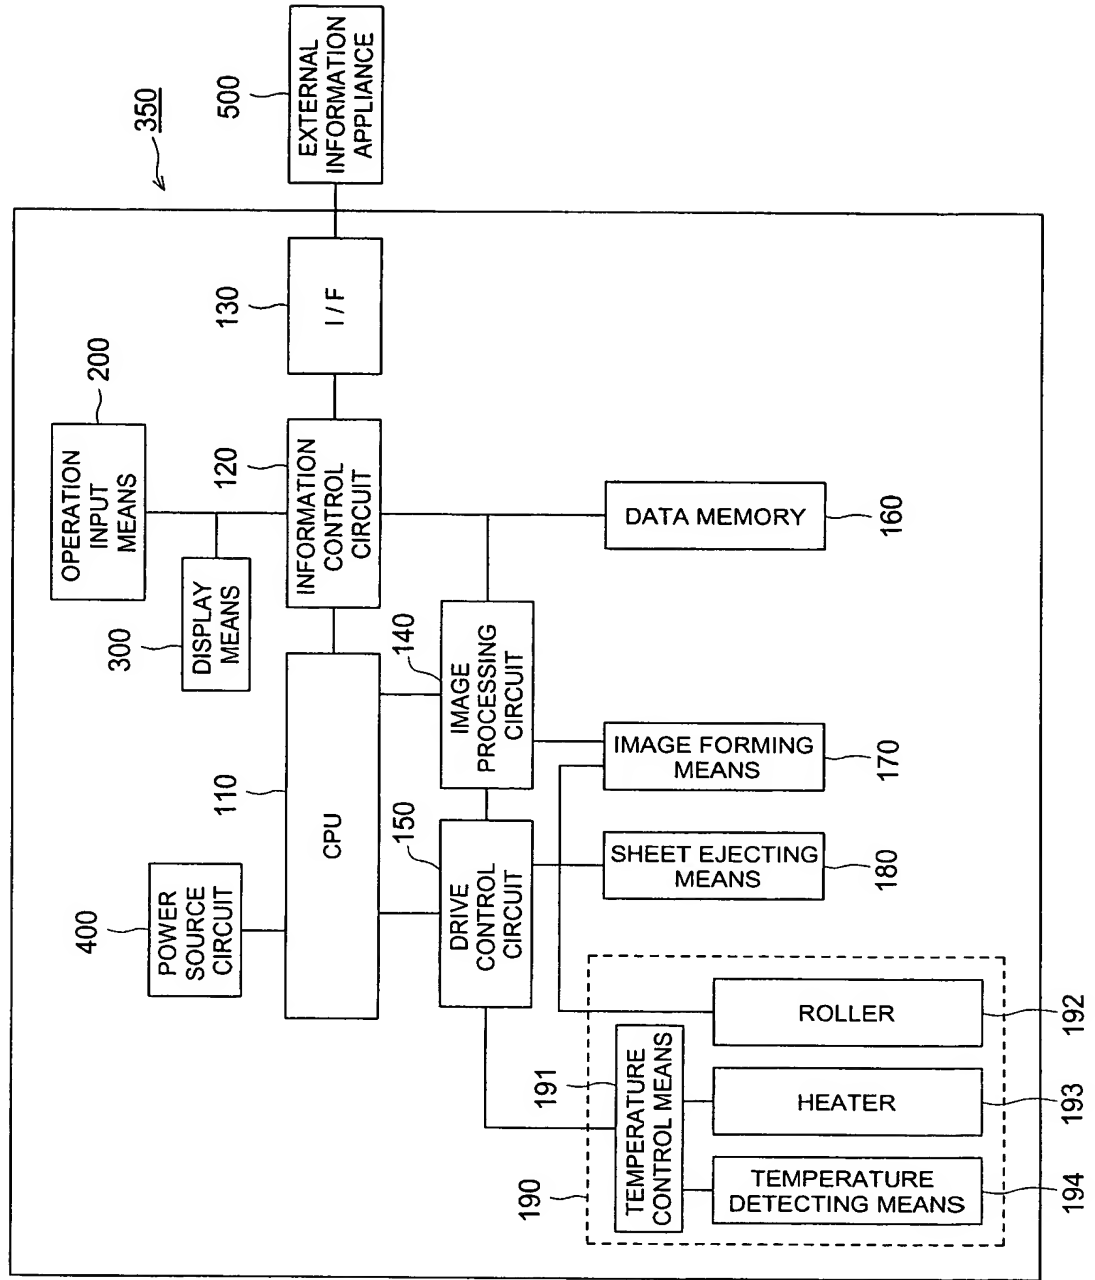 350
500
EXTERNAL
INFORMATION
APPLIANCE
130
I / F
200
OPERATION
INPUT
MEANS
120
INFORMATION
CONTROL
CIRCUIT
300
DISPLAY
MEANS
DATA MEMORY
160
110
CPU
140
IMAGE
PROCESSING
CIRCUIT
IMAGE FORMING
MEANS
170
400
POWER
SOURCE
CIRCUIT
150
DRIVE
CONTROL
CIRCUIT
SHEET EJECTING
MEANS
180
190
191
TEMPERATURE
CONTROL MEANS
ROLLER
192
HEATER
193
TEMPERATURE
DETECTING MEANS
194